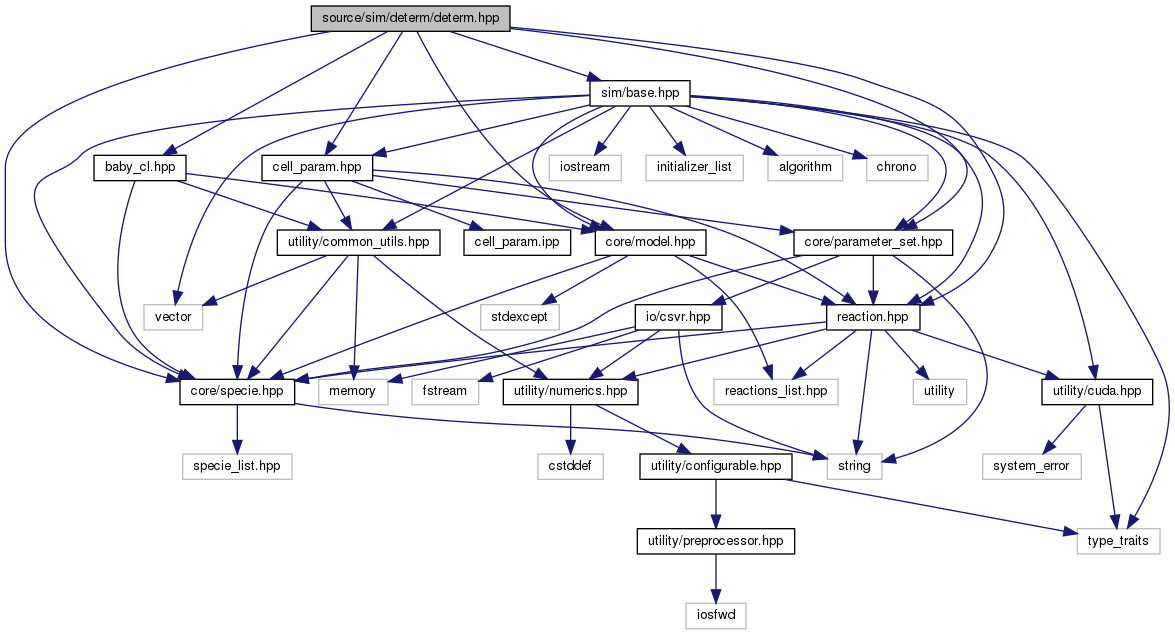 source/sim/determ/determ.hpp
sim/base.hpp
baby_cl.hpp
cell_param.hpp
iostream
initializer_list
algorithm
chrono
utility/common_utils.hpp
cell_param.ipp
core/model.hpp
core/parameter_set.hpp
vector
stdexcept
io/csvr.hpp
reaction.hpp
core/specie.hpp
memory
fstream
utility/numerics.hpp
reactions_list.hpp
utility
utility/cuda.hpp
specie_list.hpp
cstddef
utility/configurable.hpp
string
system_error
utility/preprocessor.hpp
type_traits
iosfwd